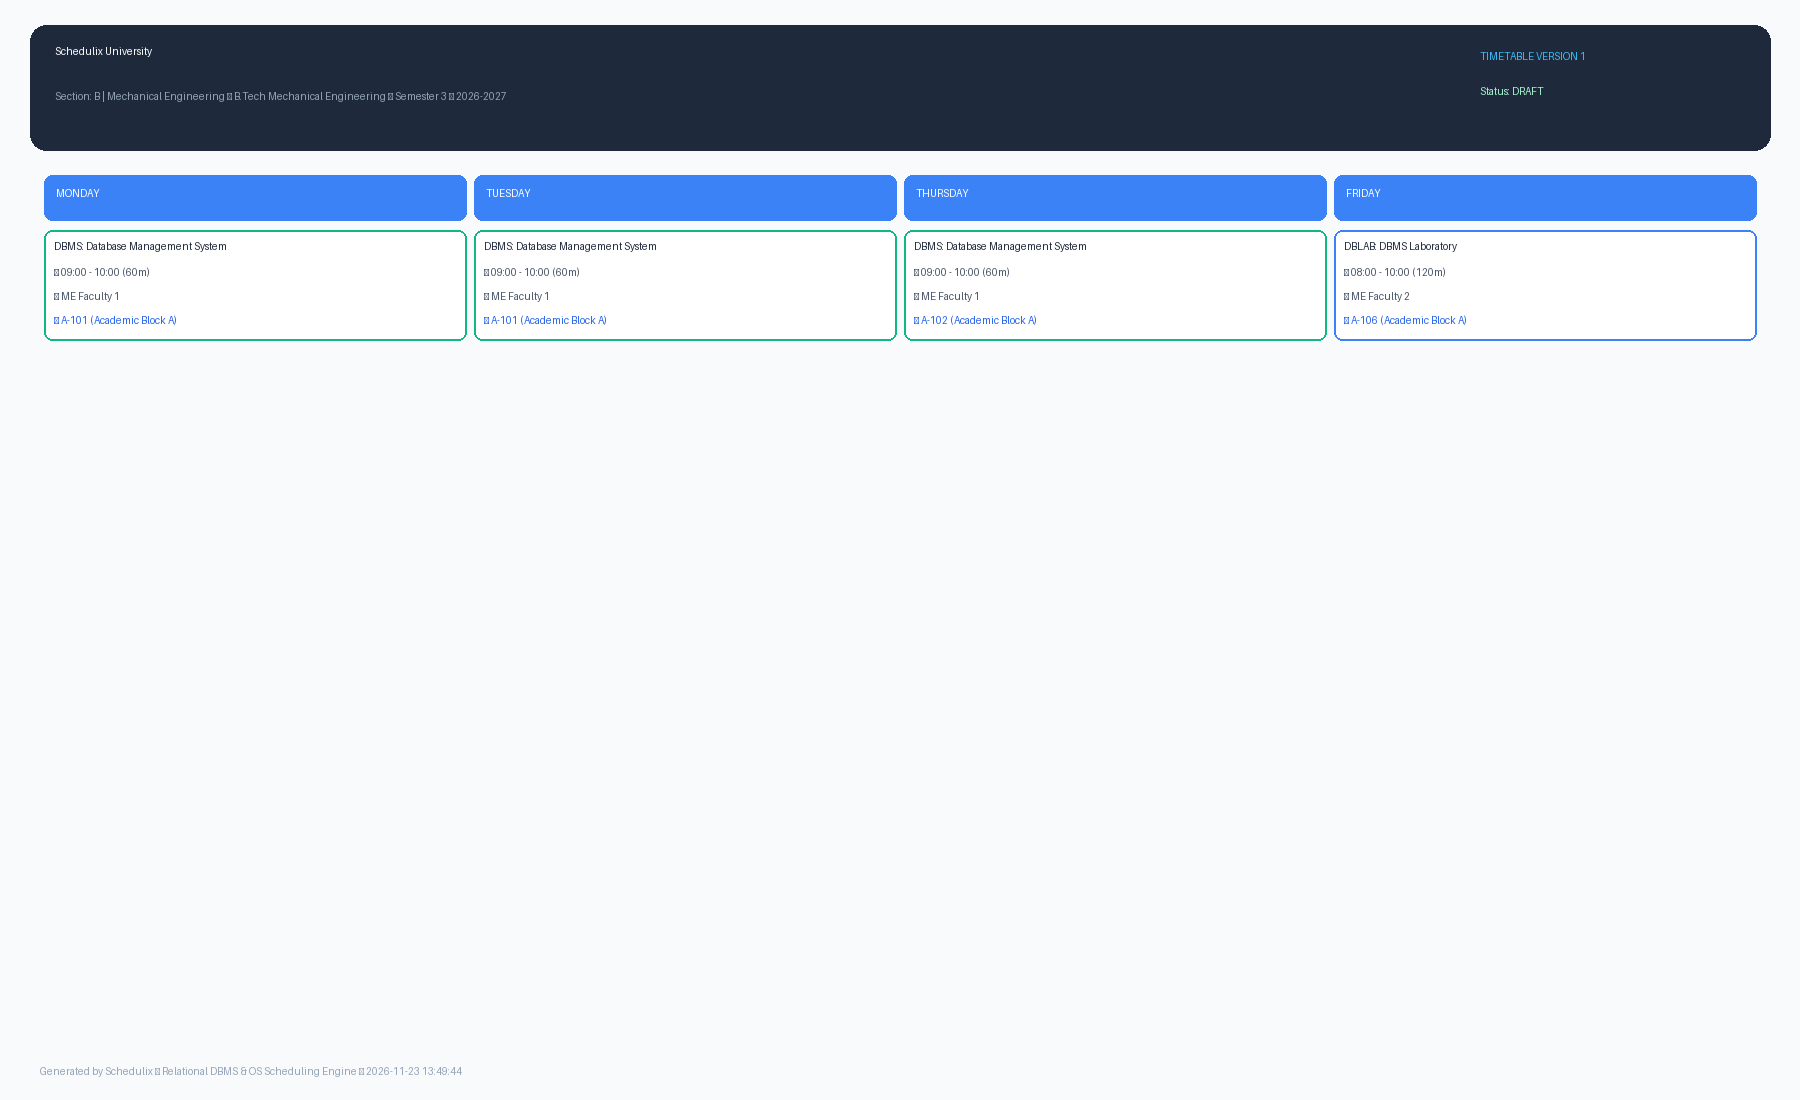 Schedulix University
TIMETABLE VERSION 1
Section: B | Mechanical Engineering ▯ B.Tech Mechanical Engineering ▯ Semester 3 ▯ 2026-2027
Status: DRAFT
MONDAY
DBMS: Database Management System
▯ 09:00 - 10:00 (60m)
▯ ME Faculty 1
▯ A-101 (Academic Block A)
TUESDAY
DBMS: Database Management System
▯ 09:00 - 10:00 (60m)
▯ ME Faculty 1
▯ A-101 (Academic Block A)
THURSDAY
DBMS: Database Management System
▯ 09:00 - 10:00 (60m)
▯ ME Faculty 1
▯ A-102 (Academic Block A)
FRIDAY
DBLAB: DBMS Laboratory
▯ 08:00 - 10:00 (120m)
▯ ME Faculty 2
▯ A-106 (Academic Block A)
Generated by Schedulix ▯ Relational DBMS & OS Scheduling Engine ▯ 2026-11-23 13:49:44